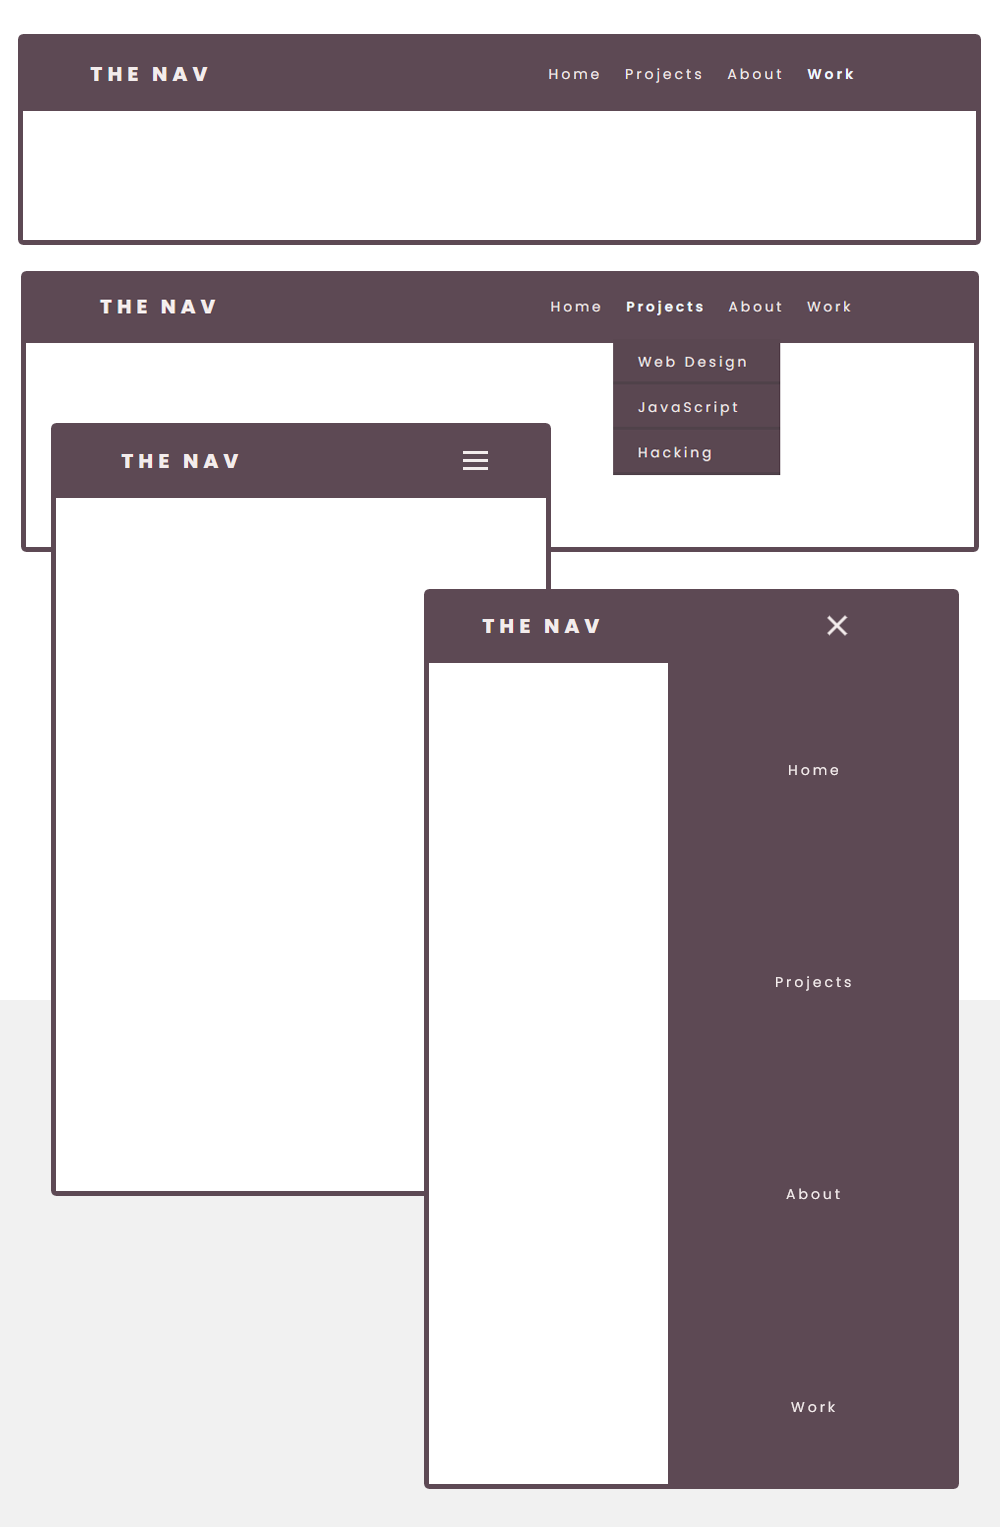 THE NAV Home Projects About Work
THE NAV Home Projects About Work
Web Design
JavaScript
Hacking
THE NAV
THE NAV
Home
Projects
About
Work